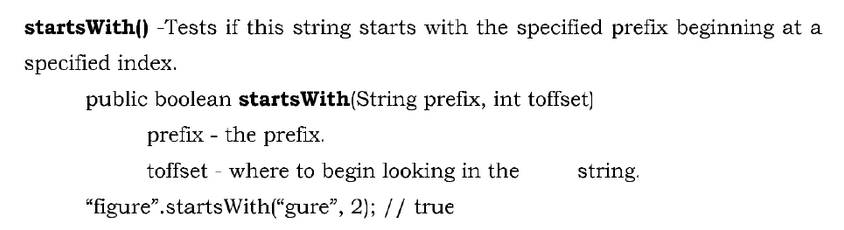 startsWith() -Tests if this string starts with the specified prefix beginning at a
specified index.
public boolean startsWith(String prefix, int toffset)
prefix - the prefix.
toffset - where to begin looking in the string.
“figure”.startsWith(“gure”, 2); // true